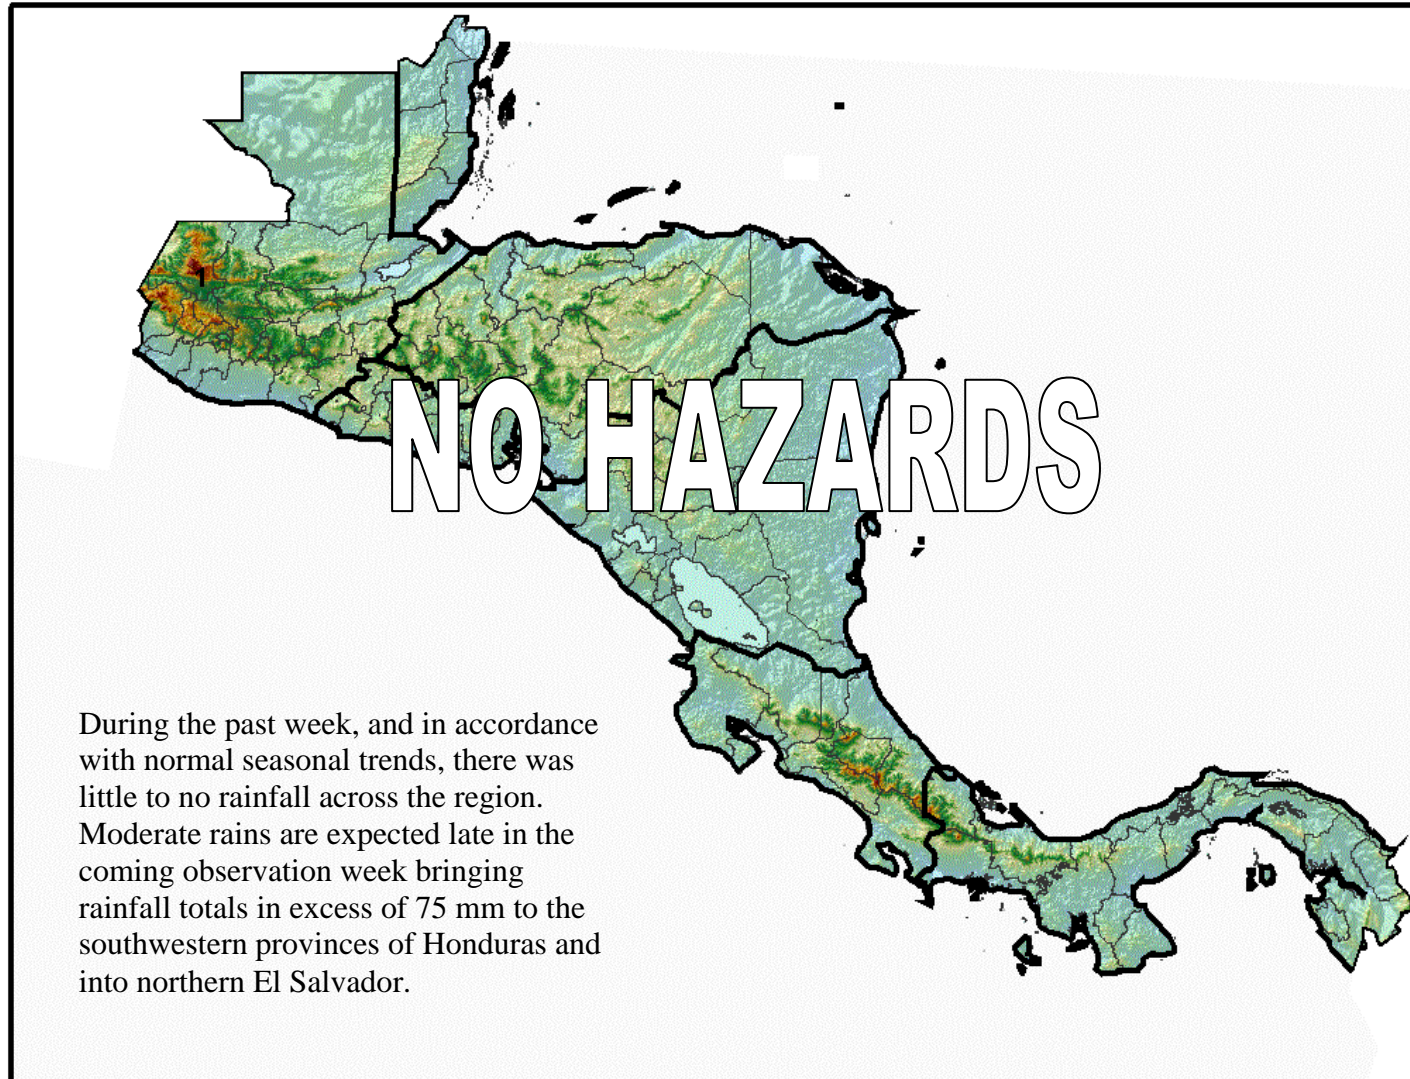 1
NO HAZARDS
During the past week, and in accordance
with normal seasonal trends, there was
little to no rainfall across the region.
Moderate rains are expected late in the
coming observation week bringing
rainfall totals in excess of 75 mm to the
southwestern provinces of Honduras and
into northern El Salvador.